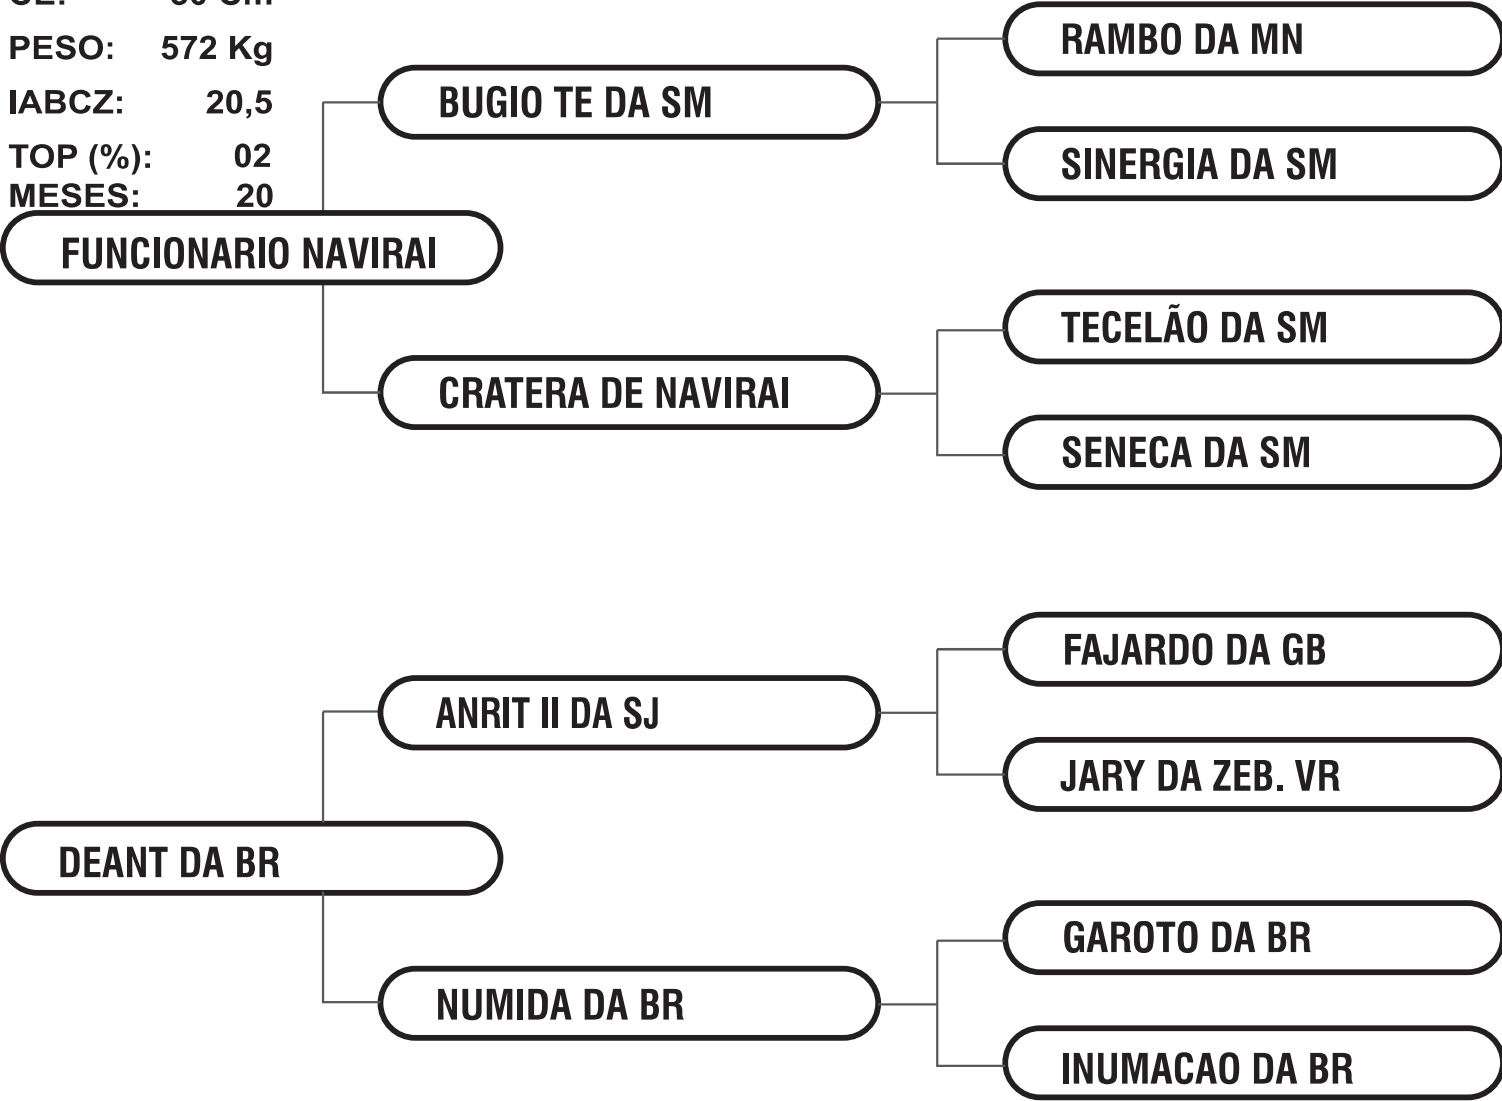 PESO: 572 Kg
IABCZ: 20,5
TOP (%): 02
MESES: 20
FUNCIONARIO NAVIRAI
BUGIO TE DA SM
CRATERA DE NAVIRAI
RAMBO DA MN
SINERGIA DA SM
TECELÃO DA SM
SENECA DA SM
DEANT DA BR
ANRIT II DA SJ
NUMIDA DA BR
FAJARDO DA GB
JARY DA ZEB. VR
GAROTO DA BR
INUMACAO DA BR